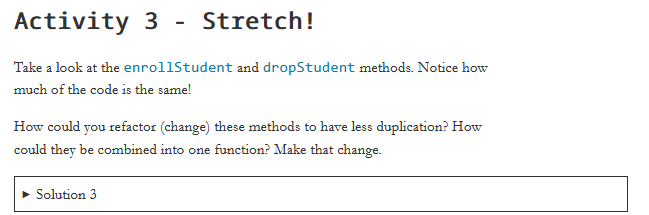 Activity 3 - Stretch!
Take a look at the enrollStudent and dropStudent methods. Notice how
much of the code is the same!
How could you refactor (change) these methods to have less duplication? How
could they be combined into one function? Make that change.
▸ Solution 3